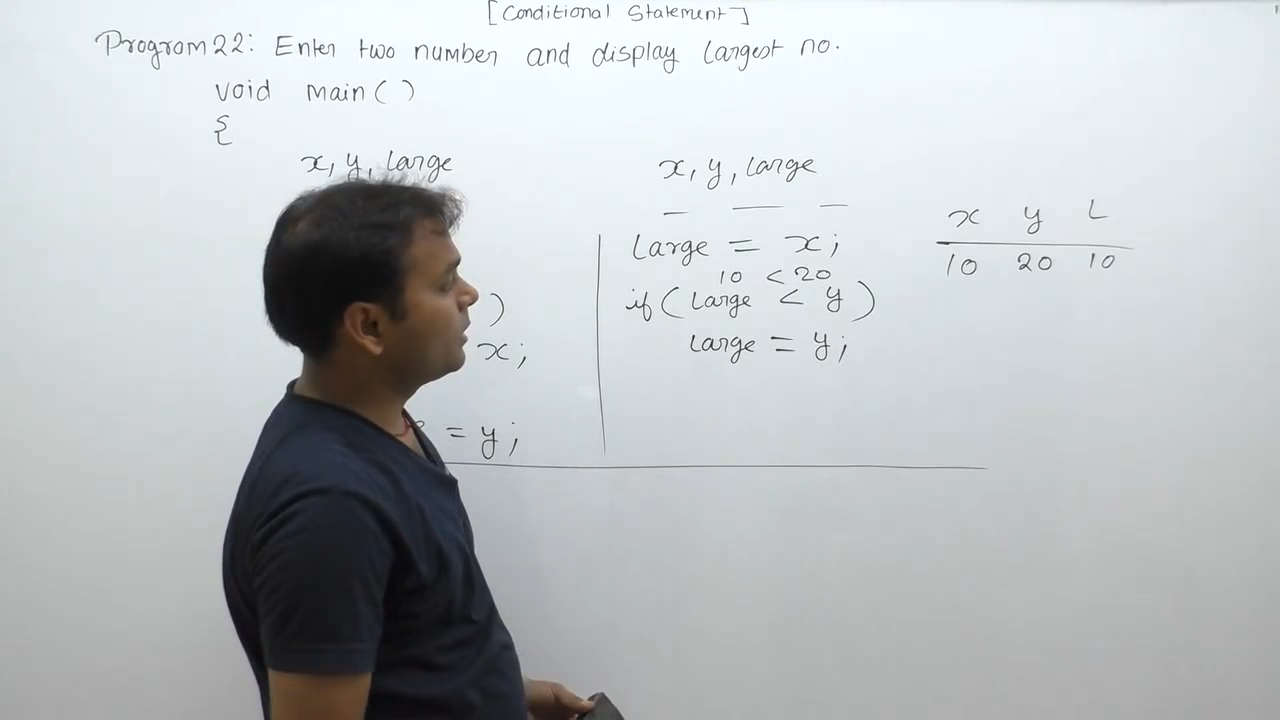 [Conditional Statement]
Program 22: Enter two number and display largest no.
void main( )
{
x, y, large
)
x;
= y;
x, y, large
large = x;
10 < 20
if( large < y )
large = y;
x y L
10 20 10